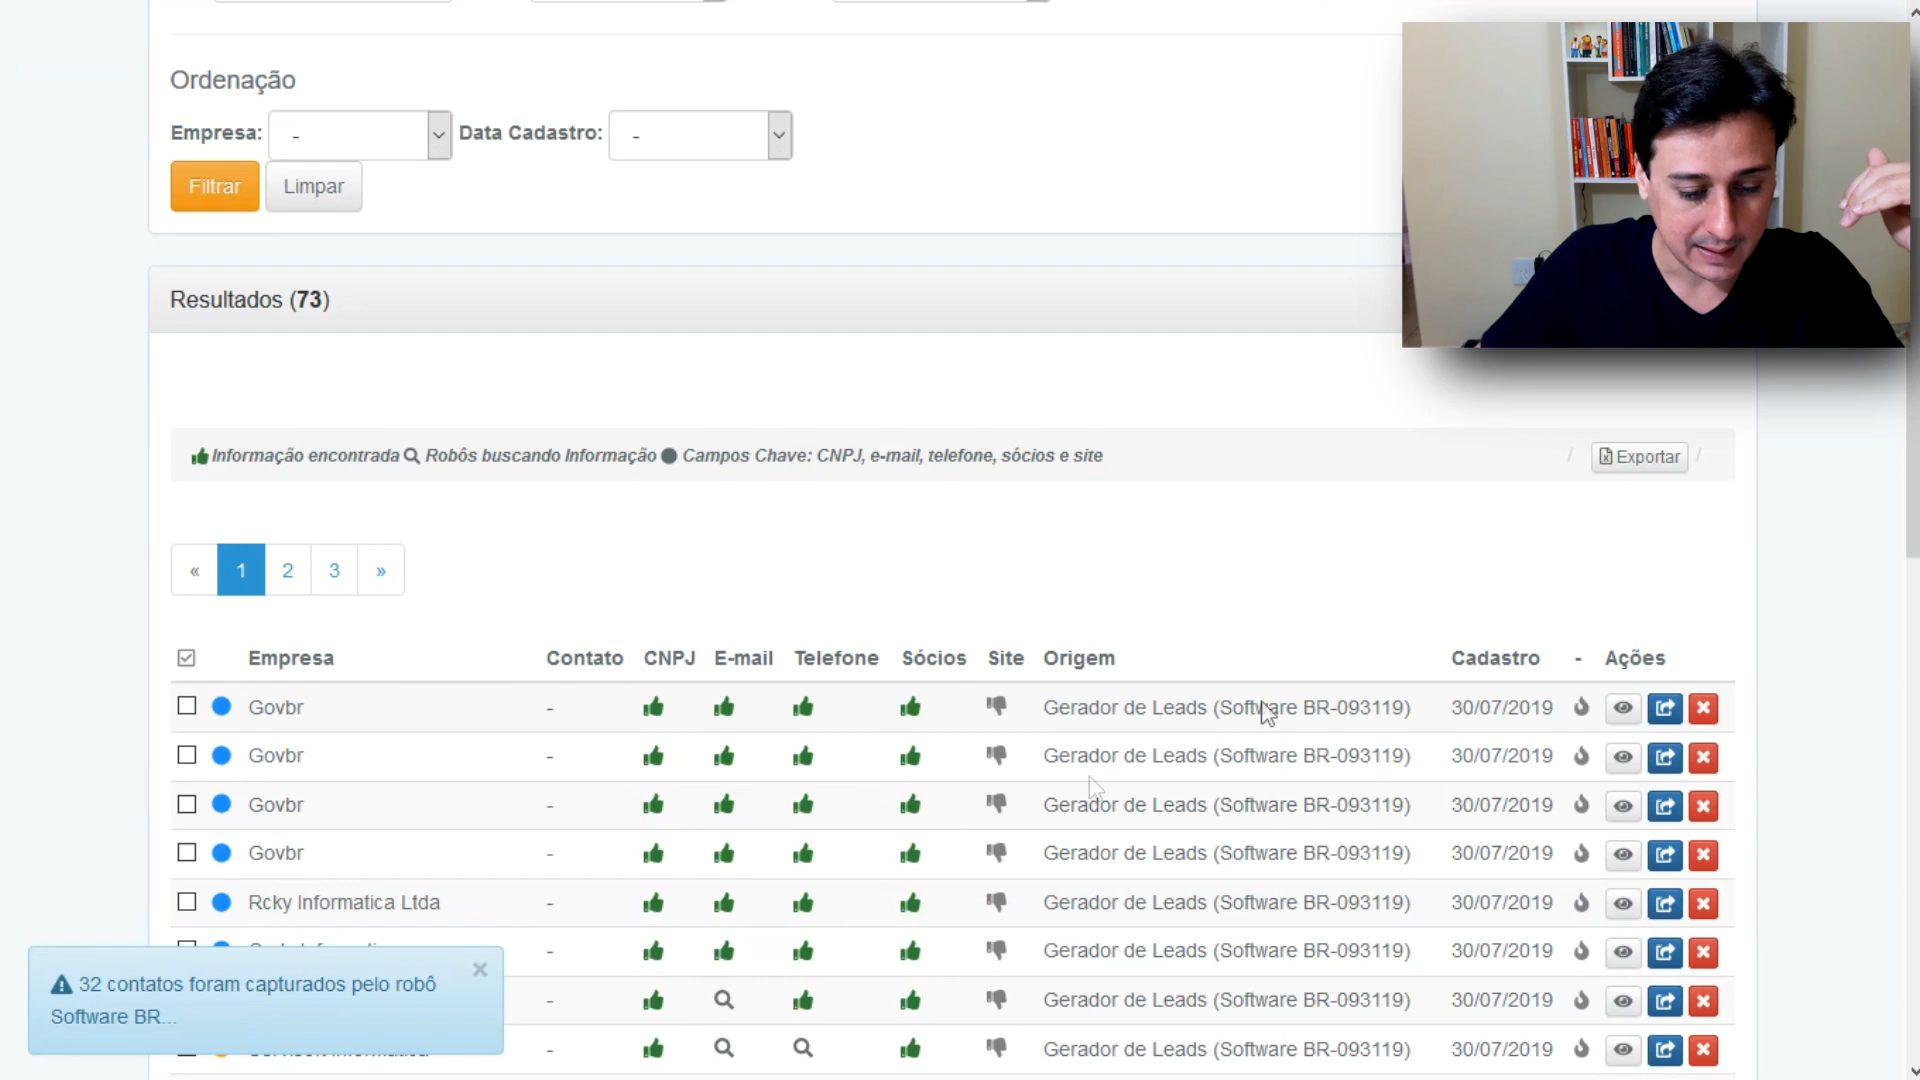 Ordenação
Empresa: - Data Cadastro: -
Filtrar Limpar
Resultados (73)
Informação encontrada Robôs buscando Informação Campos Chave: CNPJ, e-mail, telefone, sócios e site / Exportar /
« 1 2 3 »
Empresa Contato CNPJ E-mail Telefone Sócios Site Origem Cadastro - Ações
Govbr - Gerador de Leads (Software BR-093119) 30/07/2019
Govbr - Gerador de Leads (Software BR-093119) 30/07/2019
Govbr - Gerador de Leads (Software BR-093119) 30/07/2019
Govbr - Gerador de Leads (Software BR-093119) 30/07/2019
Rcky Informatica Ltda - Gerador de Leads (Software BR-093119) 30/07/2019
- Gerador de Leads (Software BR-093119) 30/07/2019
- Gerador de Leads (Software BR-093119) 30/07/2019
- Gerador de Leads (Software BR-093119) 30/07/2019
32 contatos foram capturados pelo robô
Software BR...
×